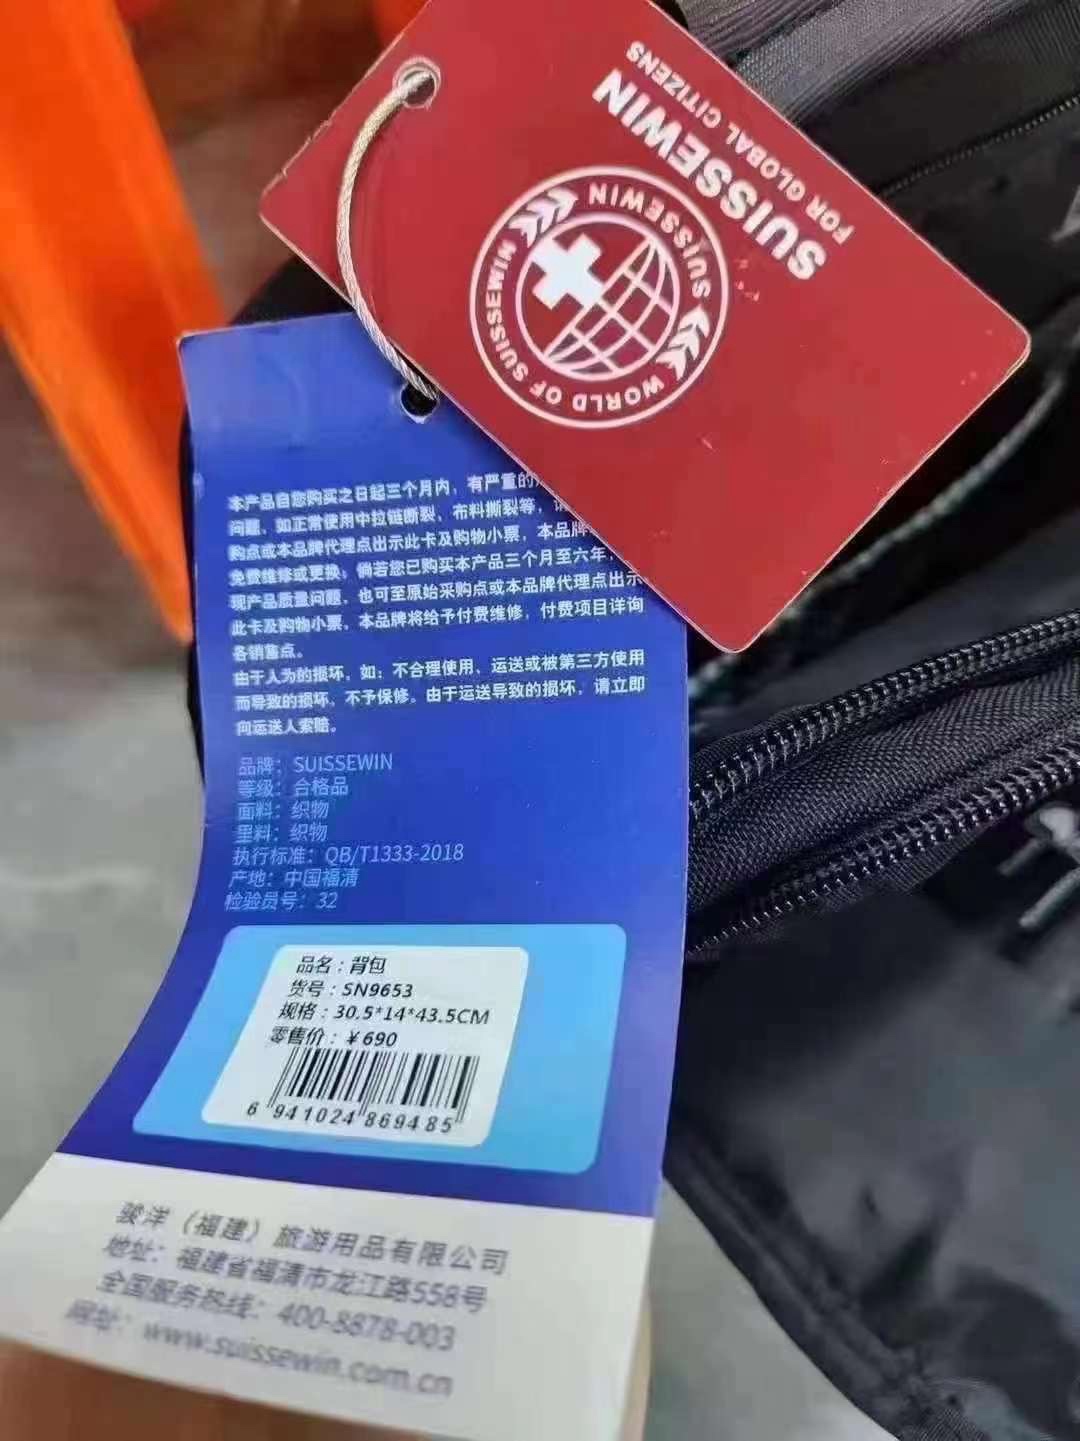 SUISSEWIN
FOR GLOBAL CITIZENS
SUISSEWIN
WORLD OF SUISSEWIN
本产品自您购买之日起三个月内，有严重的
问题，如正常使用中拉链断裂、布料撕裂等，
购点或本品牌代理点出示此卡及购物小票，本品牌
免费维修或更换；倘若您已购买本产品三个月至六年，
现产品质量问题，也可至原始采购点或本品牌代理点出示
此卡及购物小票，本品牌将给予付费维修，付费项目详询
各销售点。
由于人为的损坏，如：不合理使用、运送或被第三方使用
而导致的损坏，不予保修。由于运送导致的损坏，请立即
向运送人索赔。
品牌：SUISSEWIN
等级：合格品
面料：织物
里料：织物
执行标准：QB/T1333-2018
产地：中国福清
检验员号：32
品名：背包
货号：SN9653
规格：30.5*14*43.5CM
零售价：￥690
6 941024 869485
骏洋（福建）旅游用品有限公司
地址：福建省福清市龙江路558号
全国服务热线：400-8878-003
网址：www.suissewin.com.cn